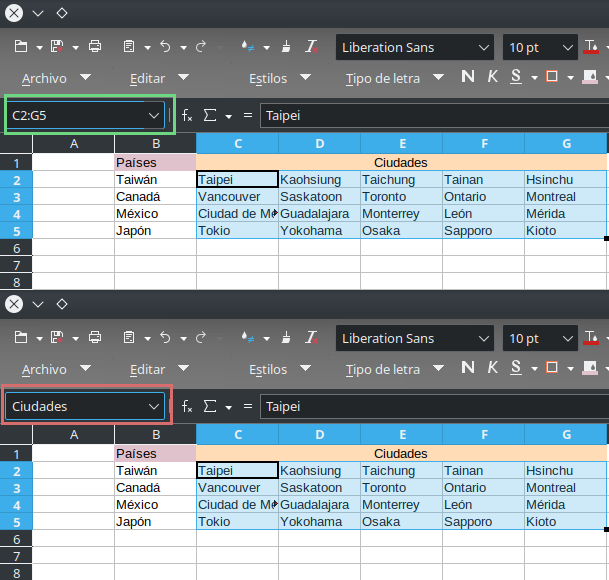 Liberation Sans 10 pt
Archivo Editar Estilos Tipo de letra N K S
C2:G5 fx Σ = Taipei
A B C D E F G
1 Países Ciudades
2 Taiwán Taipei Kaohsiung Taichung Tainan Hsinchu
3 Canadá Vancouver Saskatoon Toronto Ontario Montreal
4 México Ciudad de Mé Guadalajara Monterrey León Mérida
5 Japón Tokio Yokohama Osaka Sapporo Kioto
6
7
8
Liberation Sans 10 pt
Archivo Editar Estilos Tipo de letra N K S
Ciudades fx Σ = Taipei
A B C D E F G
1 Países Ciudades
2 Taiwán Taipei Kaohsiung Taichung Tainan Hsinchu
3 Canadá Vancouver Saskatoon Toronto Ontario Montreal
4 México Ciudad de Mé Guadalajara Monterrey León Mérida
5 Japón Tokio Yokohama Osaka Sapporo Kioto
6
7
8